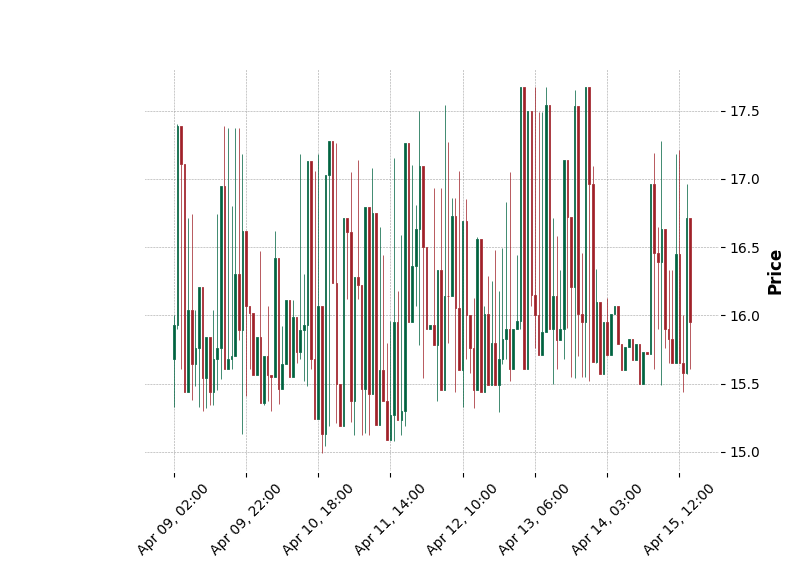 17.5
17.0
16.5
16.0
15.5
15.0
Price
Apr 09, 02:00
Apr 09, 22:00
Apr 10, 18:00
Apr 11, 14:00
Apr 12, 10:00
Apr 13, 06:00
Apr 14, 03:00
Apr 15, 12:00